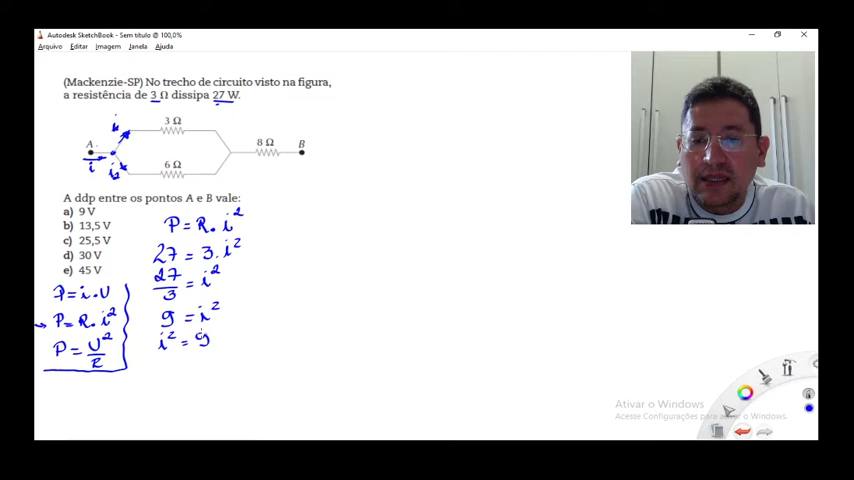 Autodesk SketchBook - Sem título @ 100,0%
Arquivo Editar Imagem Janela Ajuda
(Mackenzie-SP) No trecho de circuito visto na figura,
a resistência de 3 Ω dissipa 27 W.
i₁
3 Ω
A
8 Ω
B
i
i₂
6 Ω
A ddp entre os pontos A e B vale:
a) 9 V
b) 13,5 V
c) 25,5 V
d) 30 V
e) 45 V
P = R . i²
27 = 3 . i²
27/3 = i²
9 = i²
i² = 9
P = i . U
→ P = R . i²
P = U²/R
Ativar o Windows
Acesse Configurações para ativar o Windows.